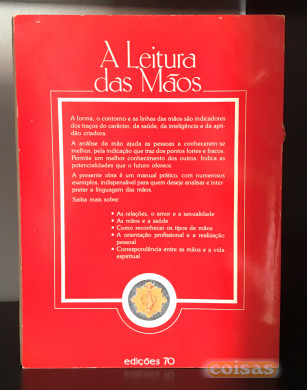 A Leitura
das Mãos
A forma, o contorno e as linhas das mãos são indicadores
dos traços do carácter, da saúde, da inteligência e da apti-
dão criadora.
A análise da mão ajuda as pessoas a conhecerem-se
melhor, pela indicação que traz dos pontos fortes e fracos.
Permite um melhor conhecimento dos outros. Indica as
potencialidades que o futuro oferece.
A presente obra é um manual prático, com numerosos
exemplos, indispensável para quem deseje analisar e inter-
pretar a linguagem das mãos.
Saiba mais sobre:
• As relações, o amor e a sexualidade
• As mãos e a saúde
• Como reconhecer os tipos de mãos
• A orientação profissional e a realização
pessoal
• Correspondência entre as mãos e a vida
espiritual
edições 70
coisas